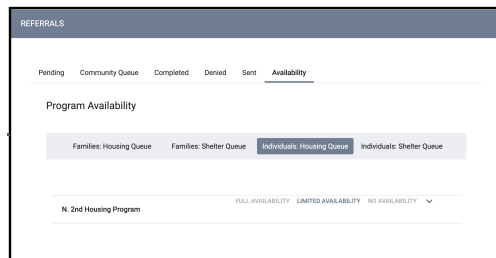 REFERRALS
Pending Community Queue Completed Denied Sent Availability
Program Availability
Families: Housing Queue Families: Shelter Queue Individuals: Housing Queue Individuals: Shelter Queue
FULL AVAILABILITY LIMITED AVAILABILITY NO AVAILABILITY
N. 2nd Housing Program